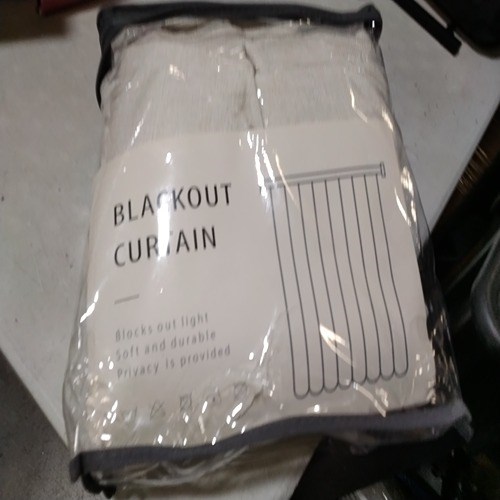 BLACKOUT
CURTAIN
Blocks out light
Soft and durable
Privacy is provided